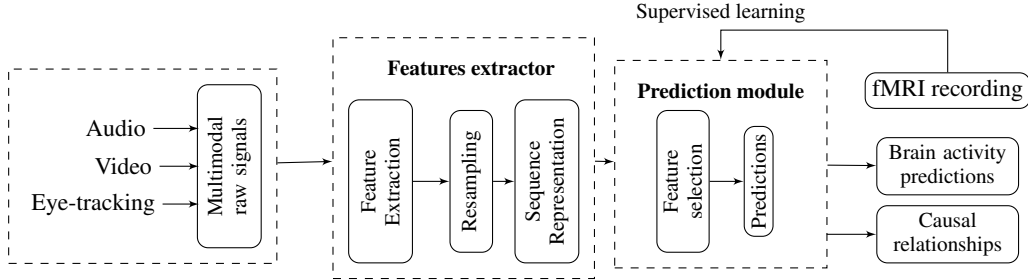 Supervised learning
Features extractor
Prediction module
fMRI recording
Audio
Video
Eye-tracking
Multimodal
raw signals
Feature
Extraction
Resampling
Sequence
Representation
Feature
selection
Predictions
Brain activity
predictions
Causal
relationships